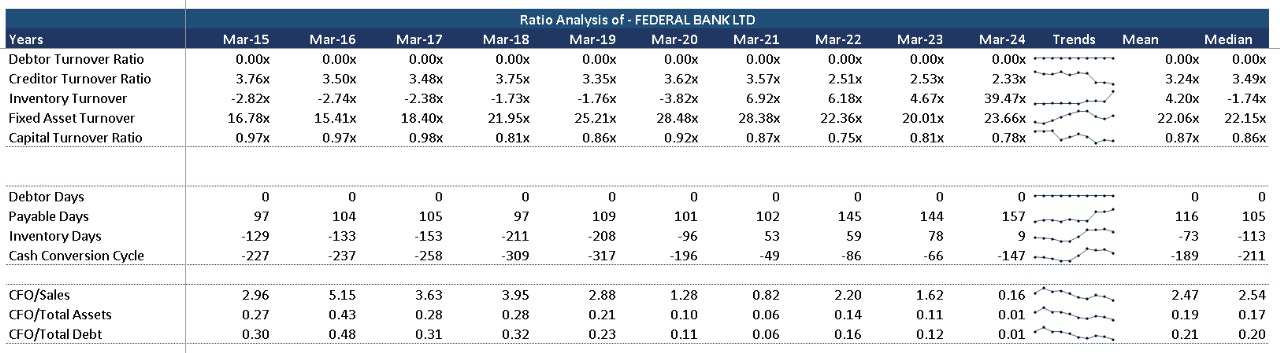 Ratio Analysis of - FEDERAL BANK LTD
Years Mar-15 Mar-16 Mar-17 Mar-18 Mar-19 Mar-20 Mar-21 Mar-22 Mar-23 Mar-24 Trends Mean Median
Debtor Turnover Ratio 0.00x 0.00x 0.00x 0.00x 0.00x 0.00x 0.00x 0.00x 0.00x 0.00x 0.00x 0.00x
Creditor Turnover Ratio 3.76x 3.50x 3.48x 3.75x 3.35x 3.62x 3.57x 2.51x 2.53x 2.33x 3.24x 3.49x
Inventory Turnover -2.82x -2.74x -2.38x -1.73x -1.76x -3.82x 6.92x 6.18x 4.67x 39.47x 4.20x -1.74x
Fixed Asset Turnover 16.78x 15.41x 18.40x 21.95x 25.21x 28.48x 28.38x 22.36x 20.01x 23.66x 22.06x 22.15x
Capital Turnover Ratio 0.97x 0.97x 0.98x 0.81x 0.86x 0.92x 0.87x 0.75x 0.81x 0.78x 0.87x 0.86x
Debtor Days 0 0 0 0 0 0 0 0 0 0 0 0
Payable Days 97 104 105 97 109 101 102 145 144 157 116 105
Inventory Days -129 -133 -153 -211 -208 -96 53 59 78 9 -73 -113
Cash Conversion Cycle -227 -237 -258 -309 -317 -196 -49 -86 -66 -147 -189 -211
CFO/Sales 2.96 5.15 3.63 3.95 2.88 1.28 0.82 2.20 1.62 0.16 2.47 2.54
CFO/Total Assets 0.27 0.43 0.28 0.28 0.21 0.10 0.06 0.14 0.11 0.01 0.19 0.17
CFO/Total Debt 0.30 0.48 0.31 0.32 0.23 0.11 0.06 0.16 0.12 0.01 0.21 0.20